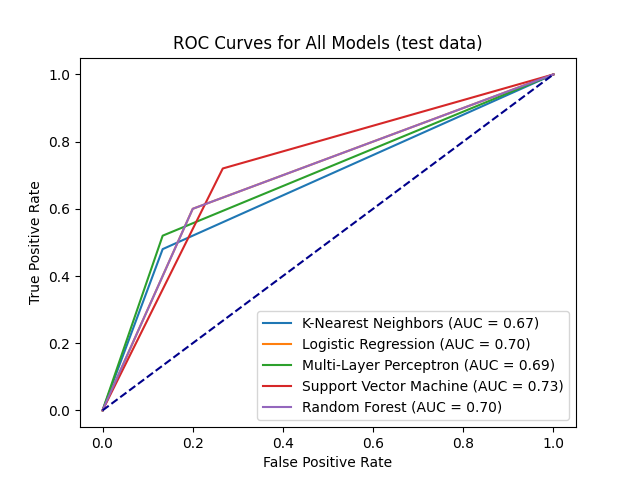 ROC Curves for All Models (test data)
1.0
0.8
0.6
0.4
0.2
0.0
True Positive Rate
K-Nearest Neighbors (AUC = 0.67)
Logistic Regression (AUC = 0.70)
Multi-Layer Perceptron (AUC = 0.69)
Support Vector Machine (AUC = 0.73)
Random Forest (AUC = 0.70)
0.0 0.2 0.4 0.6 0.8 1.0
False Positive Rate